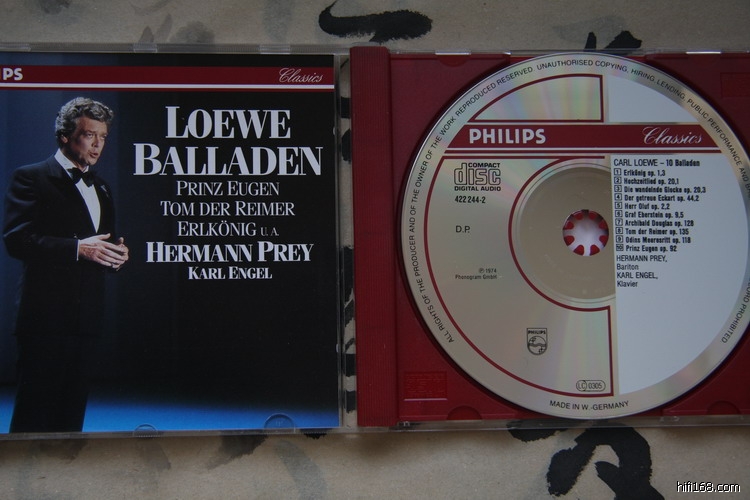 PS
Classics
LOEWE
BALLADEN
PRINZ EUGEN
TOM DER REIMER
ERLKÖNIG U.A.
HERMANN PREY
KARL ENGEL
ALL RIGHTS OF THE PRODUCER AND OF THE OWNER OF THE WORK REPRODUCED RESERVED. UNAUTHORISED COPYING, HIRING, LENDING, PUBLIC PERFORMANCE AND
PROHIBITED
PHILIPS
Classics
COMPACT
disc
DIGITAL AUDIO
422 244-2
D.P.
℗ 1974
Phonogram GmbH
CARL LOEWE – 10 Balladen
1 Erlkönig op. 1,3
2 Hochzeitlied op. 20,1
3 Die wandelnde Glocke op. 20,3
4 Der getreue Eckart op. 44,2
5 Herr Oluf op. 2,2
6 Graf Eberstein op. 9,5
7 Archibald Douglas op. 128
8 Tom der Reimer op. 135
9 Odins Meeresritt op. 118
10 Prinz Eugen op. 92
HERMANN PREY,
Bariton
KARL ENGEL,
Klavier
PHILIPS
LC 0305
MADE IN W.-GERMANY
hifi168.com